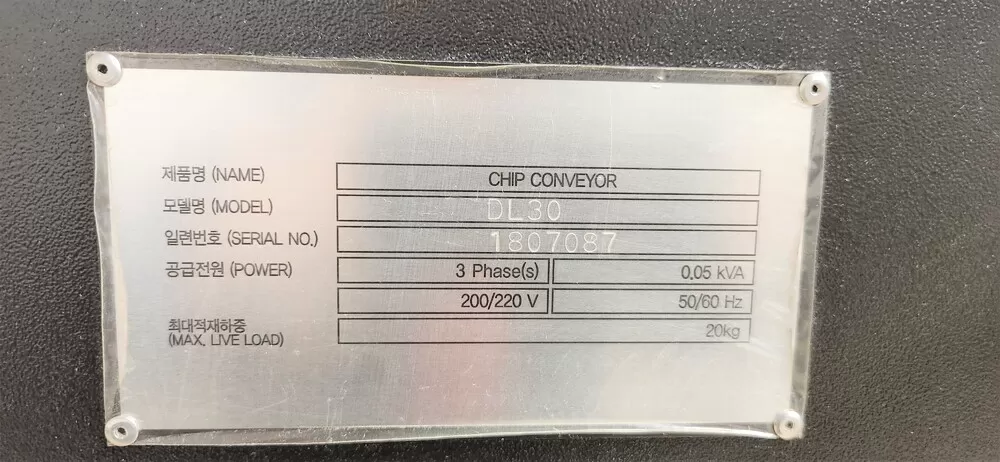 제품명 (NAME) CHIP CONVEYOR
모델명 (MODEL) DL30
일련번호 (SERIAL NO.) 1807087
공급전원 (POWER) 3 Phase(s) 0.05 kVA
200/220 V 50/60 Hz
최대적재하중
(MAX. LIVE LOAD) 20kg